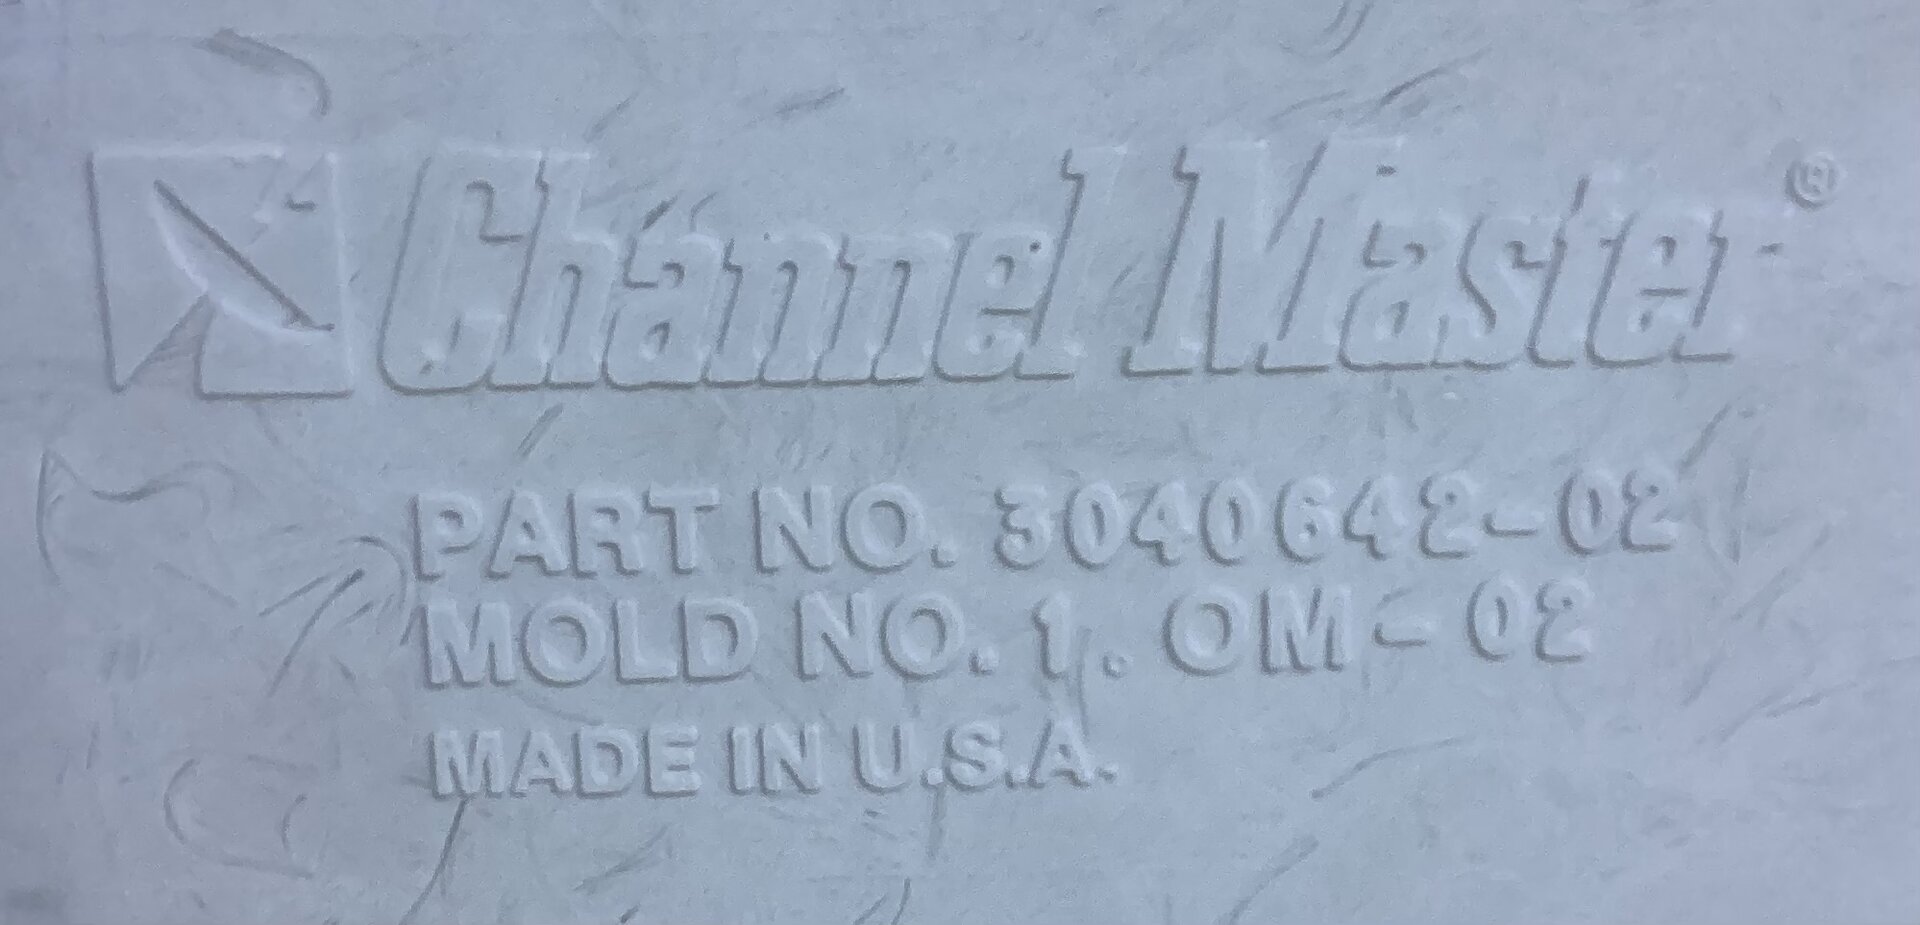 Channel Master®
PART NO. 3040642-02
MOLD NO. 1. OM-02
MADE IN U.S.A.